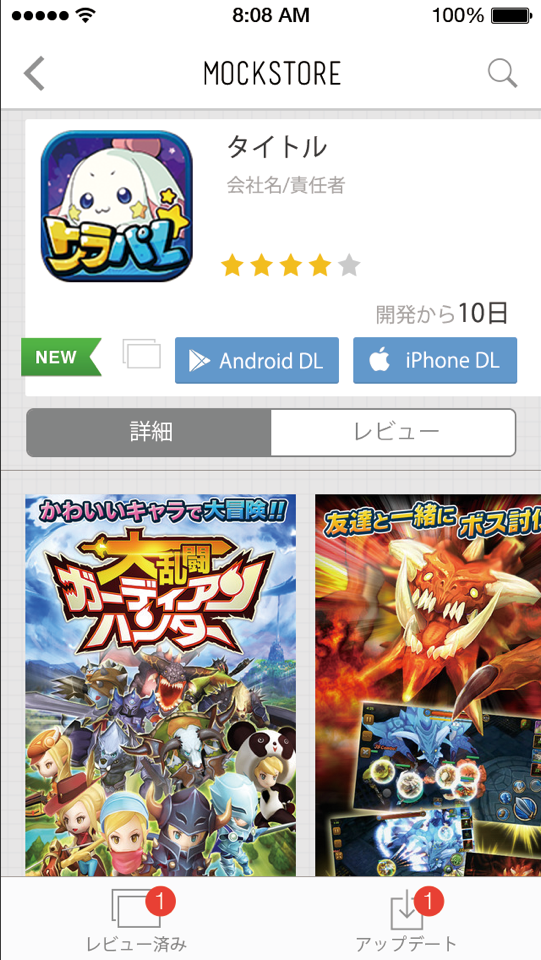 8:08 AM
100%
MOCKSTORE
タイトル
会社名/責任者
トラパレ
開発から10日
NEW
Android DL
iPhone DL
詳細
レビュー
かわいいキャラで大冒険!!
大乱闘
ガーディアン
ハンター
友達と一緒に ボス討伐
1
レビュー済み
1
アップデート